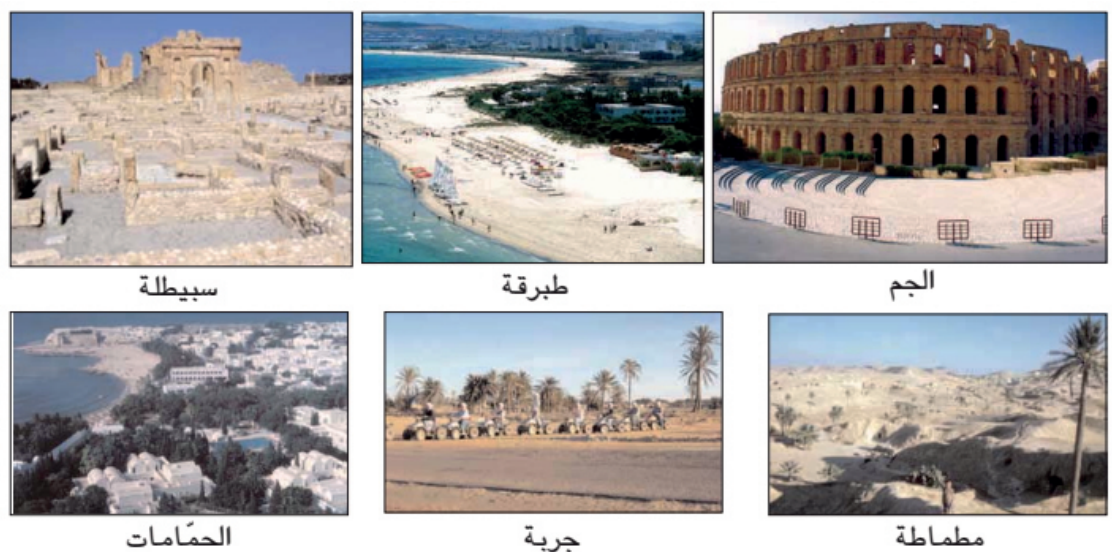 الجم
طبرقة
سبيطلة
مطماطة
جربة
الحمّامات